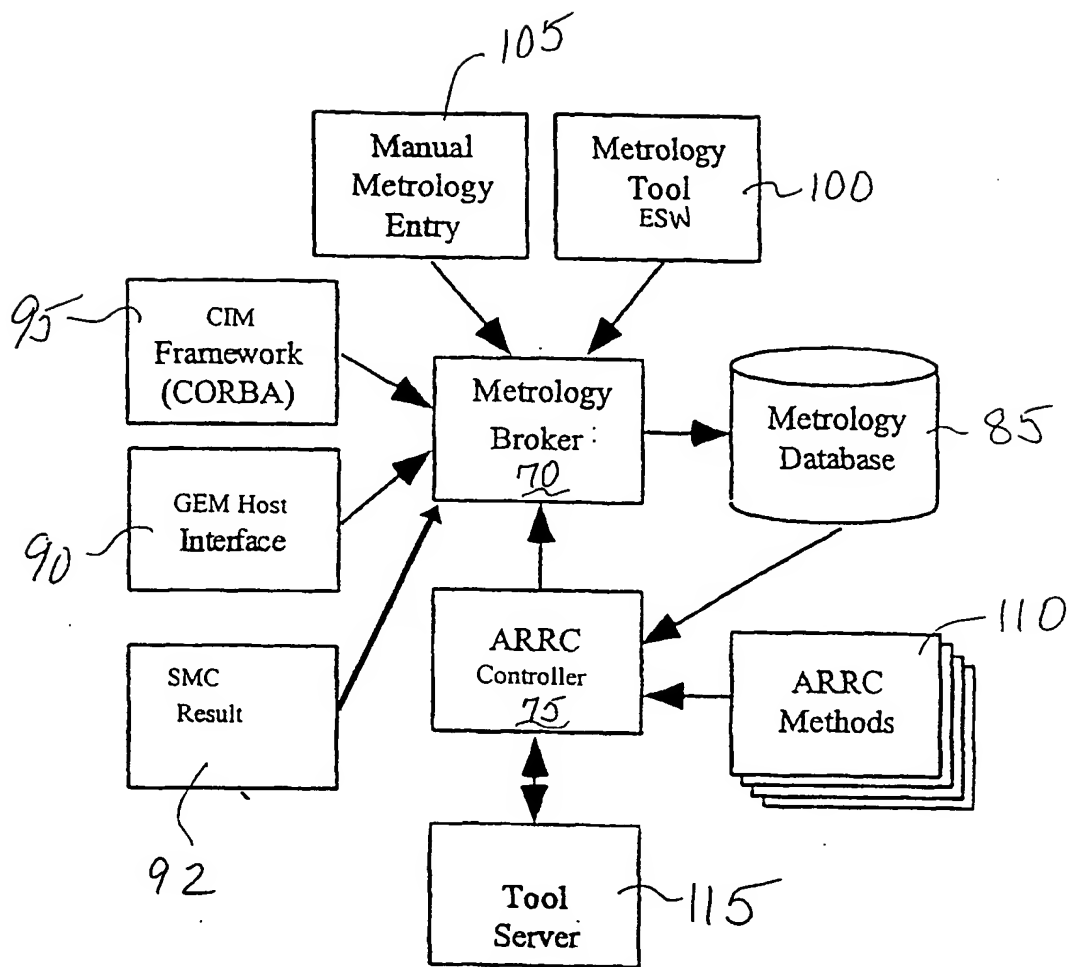 105
Manual
Metrology
Entry
Metrology
Tool
ESW
100
95
CIM
Framework
(CORBA)
Metrology
Broker :
70
Metrology
Database
85
GEM Host
Interface
90
ARRC
Controller
75
110
ARRC
Methods
SMC
Result
92
Tool
Server
115